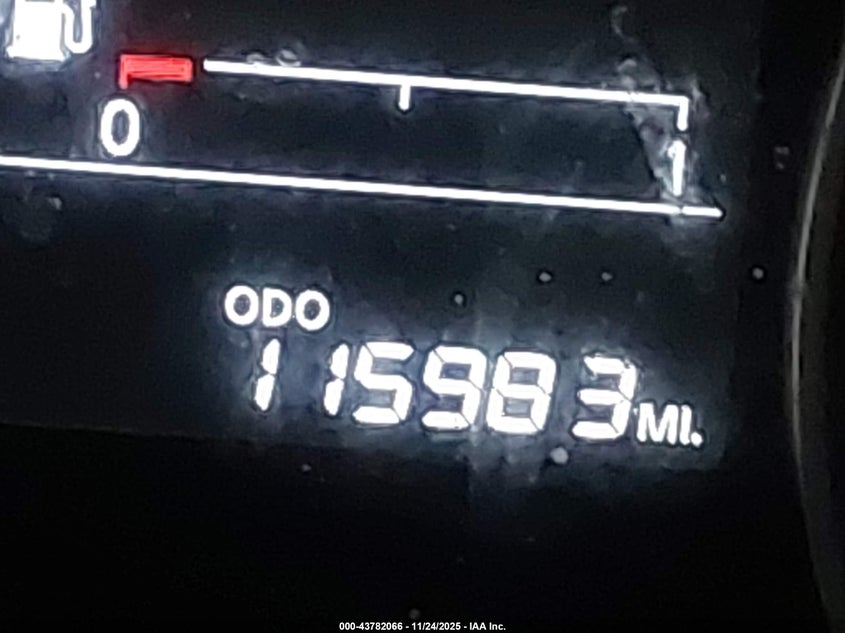 0
1
ODO
115983 MI.
000-43782066 - 11/24/2025 - IAA Inc.